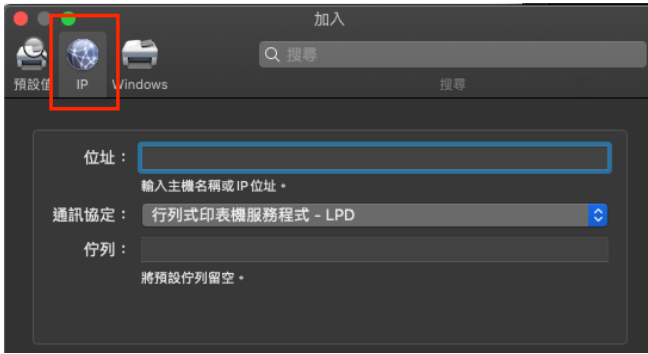 加入
搜尋
預設值 IP Windows 搜尋
位址：
輸入主機名稱或IP位址。
通訊協定： 行列式印表機服務程式 - LPD
佇列：
將預設佇列留空。